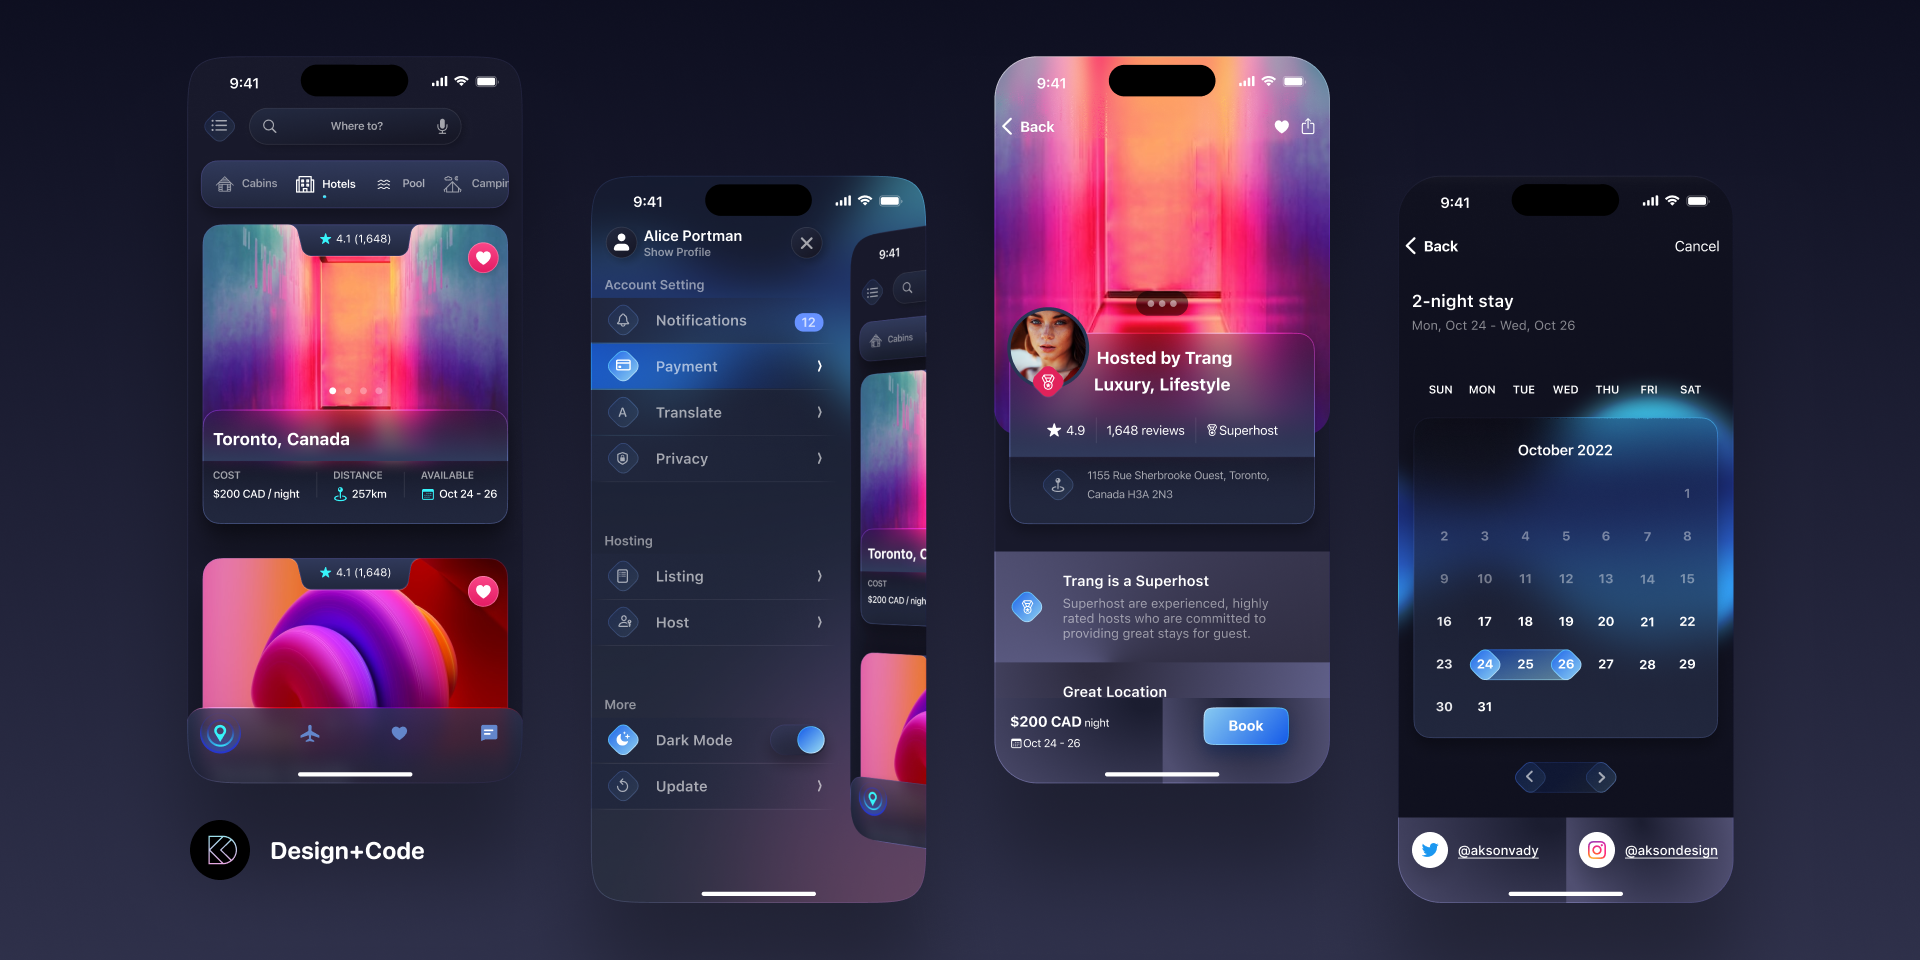 9:41
Where to?
Cabins
Hotels
Pool
Campin
4.1 (1,648)
Toronto, Canada
COST
DISTANCE
AVAILABLE
$200 CAD / night
257km
Oct 24 - 26
4.1 (1,648)
Design+Code
9:41
Alice Portman
Show Profile
Account Setting
Notifications
12
Payment
A
Translate
Privacy
Hosting
Listing
Host
More
Dark Mode
Update
9:41
Cabins
Toronto, C
COST
$200 CAD / nigh
9:41
Back
Hosted by Trang
Luxury, Lifestyle
4.9
1,648 reviews
Superhost
1155 Rue Sherbrooke Ouest, Toronto,
Canada H3A 2N3
Trang is a Superhost
Superhost are experienced, highly
rated hosts who are committed to
providing great stays for guest.
Great Location
$200 CAD night
Oct 24 - 26
Book
9:41
Back
Cancel
2-night stay
Mon, Oct 24 - Wed, Oct 26
SUN MON TUE WED THU FRI SAT
October 2022
1
2 3 4 5 6 7 8
9 10 11 12 13 14 15
16 17 18 19 20 21 22
23 24 25 26 27 28 29
30 31
@aksonvady
@aksondesign